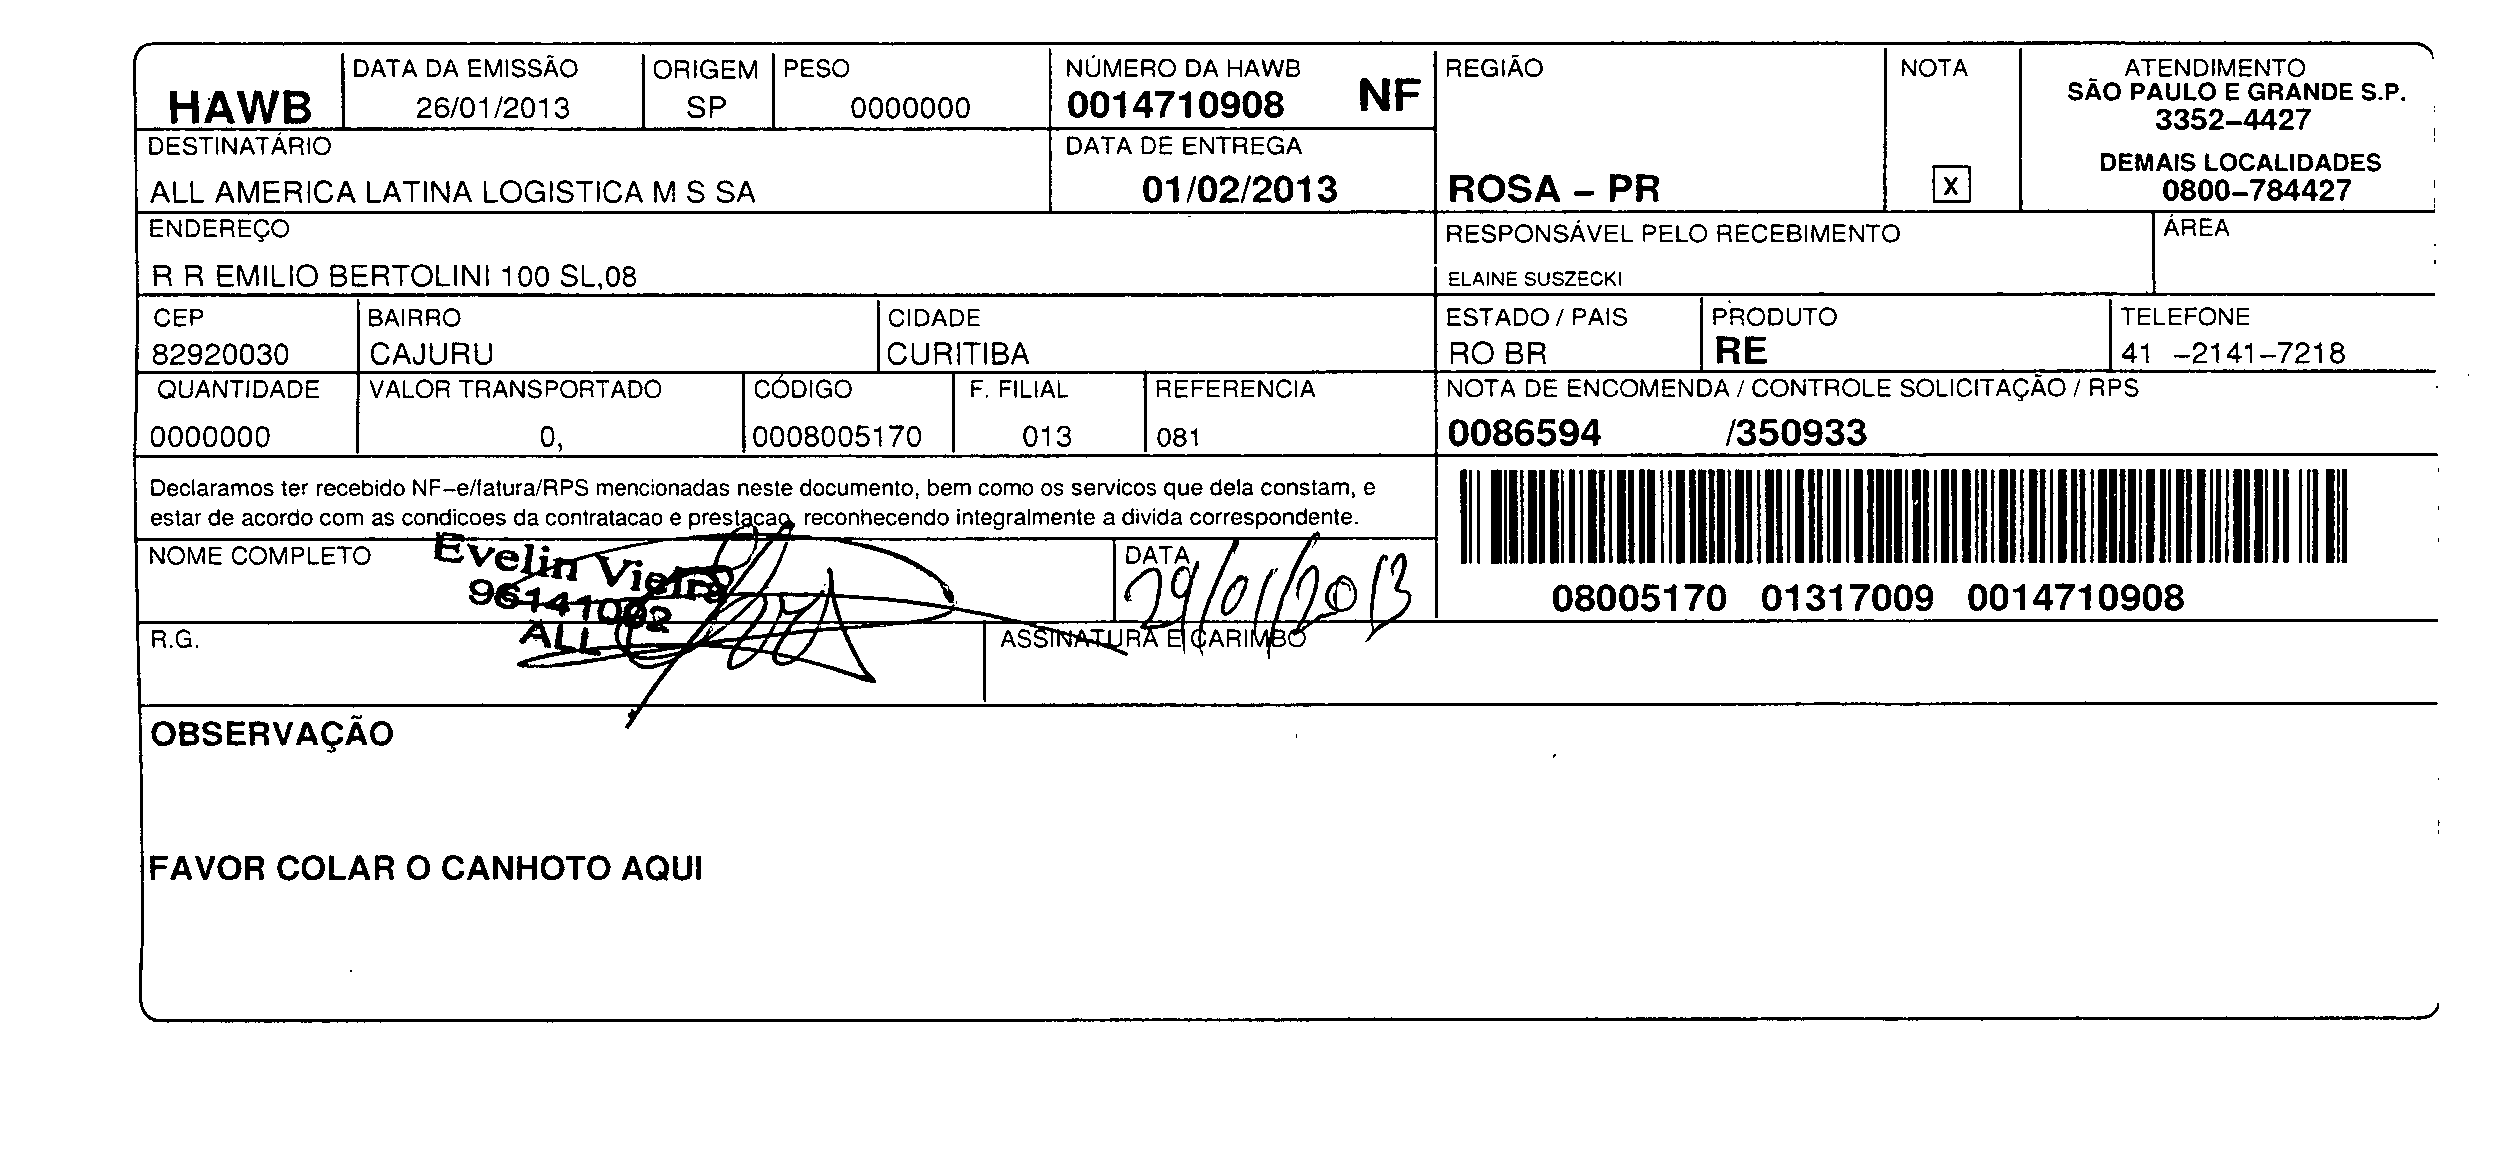 HAWB
DATA DA EMISSÃO
26/01/2013
ORIGEM
SP
PESO
0000000
NÚMERO DA HAWB
0014710908 NF
REGIÃO
ROSA – PR
NOTA
X
ATENDIMENTO
SÃO PAULO E GRANDE S.P.
3352–4427
DEMAIS LOCALIDADES
0800–784427
DESTINATÁRIO
ALL AMERICA LATINA LOGISTICA M S SA
DATA DE ENTREGA
01/02/2013
ENDEREÇO
R R EMILIO BERTOLINI 100 SL,08
RESPONSÁVEL PELO RECEBIMENTO
ELAINE SUSZECKI
ÁREA
CEP
82920030
BAIRRO
CAJURU
CIDADE
CURITIBA
ESTADO / PAIS
RO BR
PRODUTO
RE
TELEFONE
41 –2141–7218
QUANTIDADE
0000000
VALOR TRANSPORTADO
0,
CÓDIGO
0008005170
F. FILIAL
013
REFERENCIA
081
NOTA DE ENCOMENDA / CONTROLE SOLICITAÇÃO / RPS
0086594 /350933
Declaramos ter recebido NF–e/fatura/RPS mencionadas neste documento, bem como os servicos que dela constam, e
estar de acordo com as condicoes da contratacao e prestacao, reconhecendo integralmente a divida correspondente.
08005170 01317009 0014710908
NOME COMPLETO
Evelin Vieira
96141002
ALL
DATA
29/01/2013
R.G.
ASSINATURA E CARIMBO
OBSERVAÇÃO
FAVOR COLAR O CANHOTO AQUI